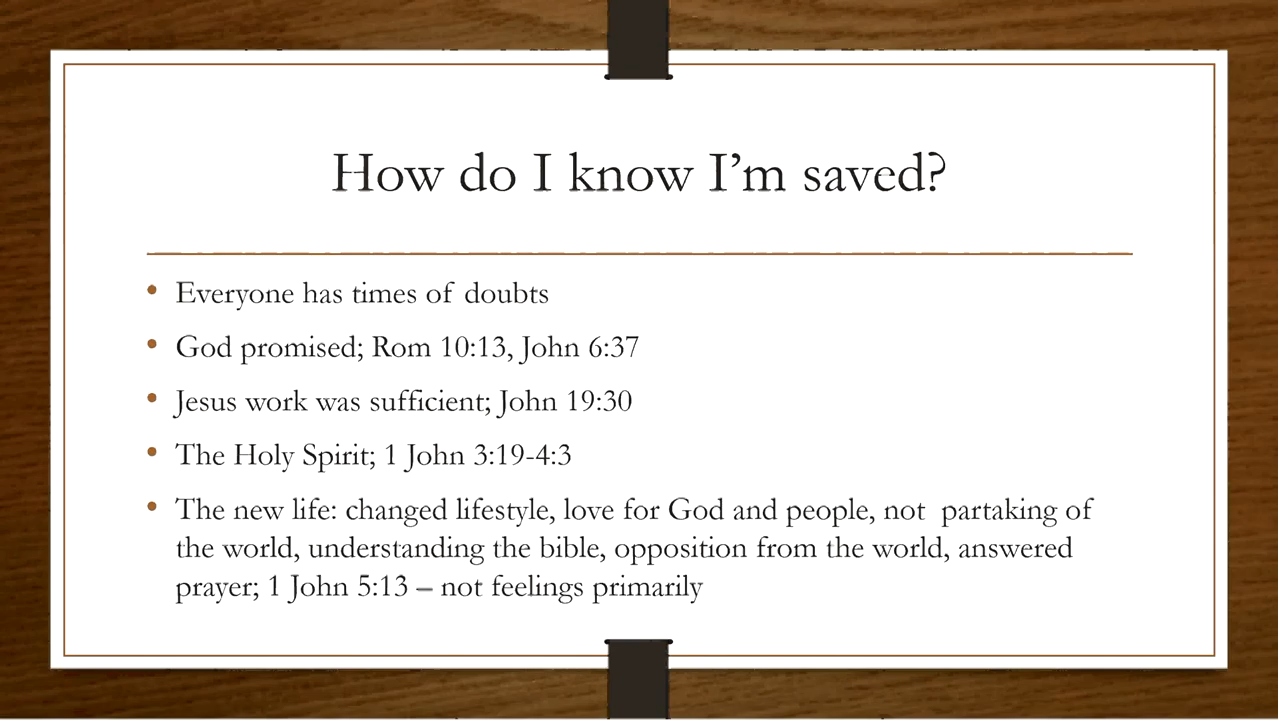 How do I know I’m saved?
• Everyone has times of doubts
• God promised; Rom 10:13, John 6:37
• Jesus work was sufficient; John 19:30
• The Holy Spirit; 1 John 3:19-4:3
• The new life: changed lifestyle, love for God and people, not  partaking of
the world, understanding the bible, opposition from the world, answered
prayer; 1 John 5:13 – not feelings primarily